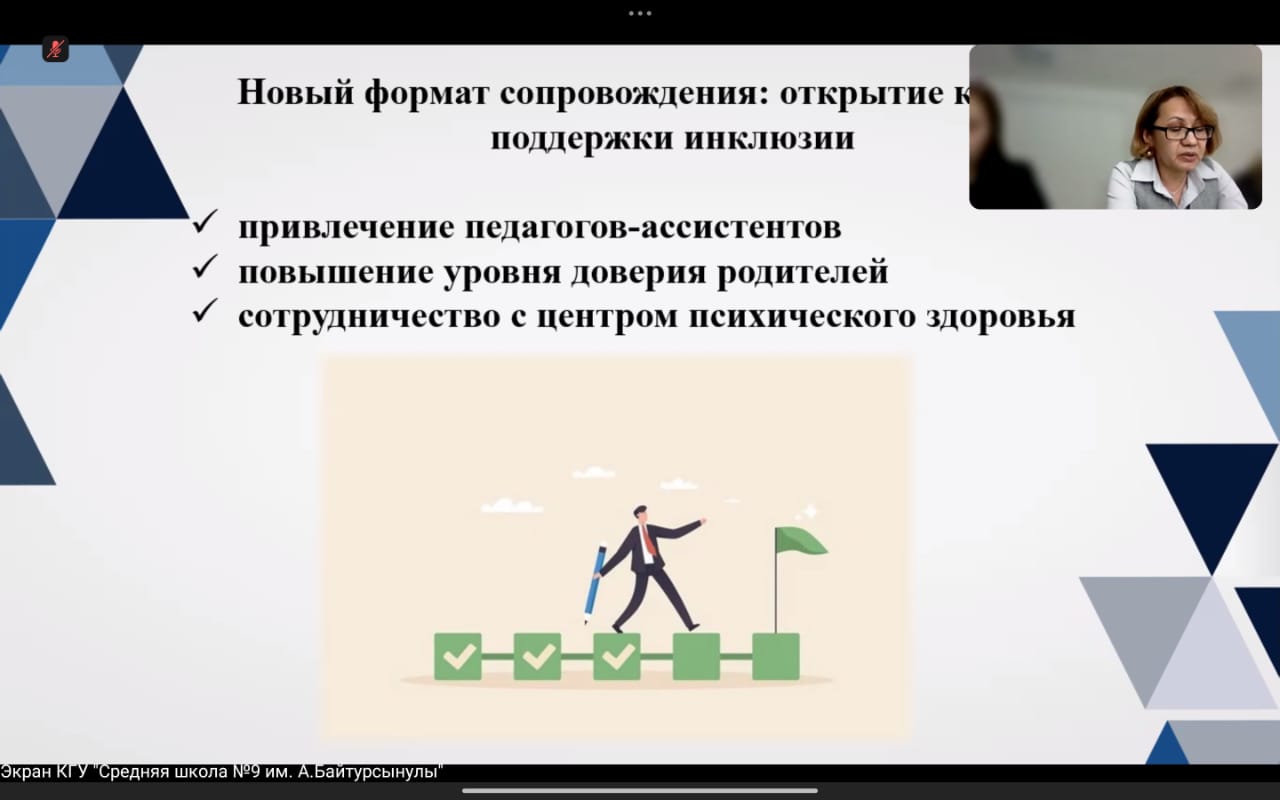 Новый формат сопровождения: открытие
поддержки инклюзии
привлечение педагогов-ассистентов
повышение уровня доверия родителей
сотрудничество с центром психического здоровья
Экран КГУ "Средняя школа №9 им. А.Байтурсынулы"